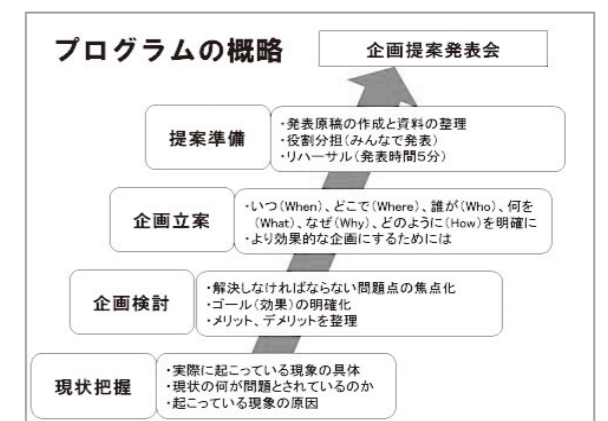 プログラムの概略
企画提案発表会
提案準備
・発表原稿の作成と資料の整理
・役割分担(みんなで発表)
・リハーサル(発表時間5分)
企画立案
・いつ(When)、どこで(Where)、誰が(Who)、何を
(What)、なぜ(Why)、どのように(How)を明確に
・より効果的な企画にするためには
企画検討
・解決しなければならない問題点の焦点化
・ゴール(効果)の明確化
・メリット、デメリットを整理
現状把握
・実際に起こっている現象の具体
・現状の何が問題とされているのか
・起こっている現象の原因